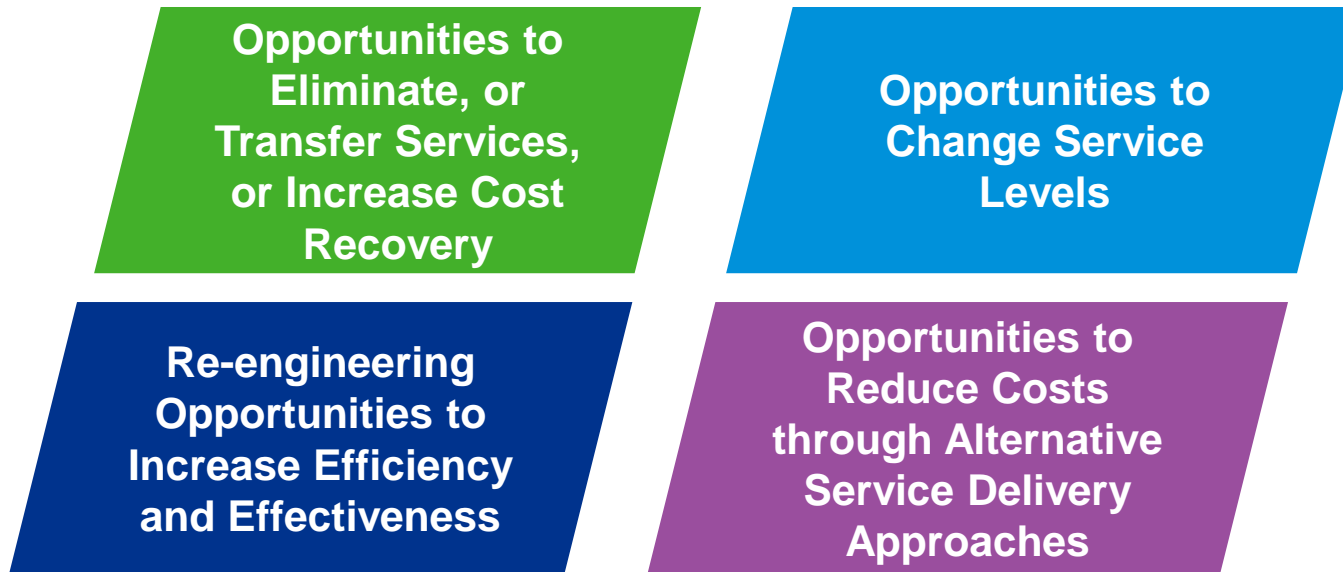 Opportunities to
Eliminate, or
Transfer Services,
or Increase Cost
Recovery
Opportunities to
Change Service
Levels
Re-engineering
Opportunities to
Increase Efficiency
and Effectiveness
Opportunities to
Reduce Costs
through Alternative
Service Delivery
Approaches